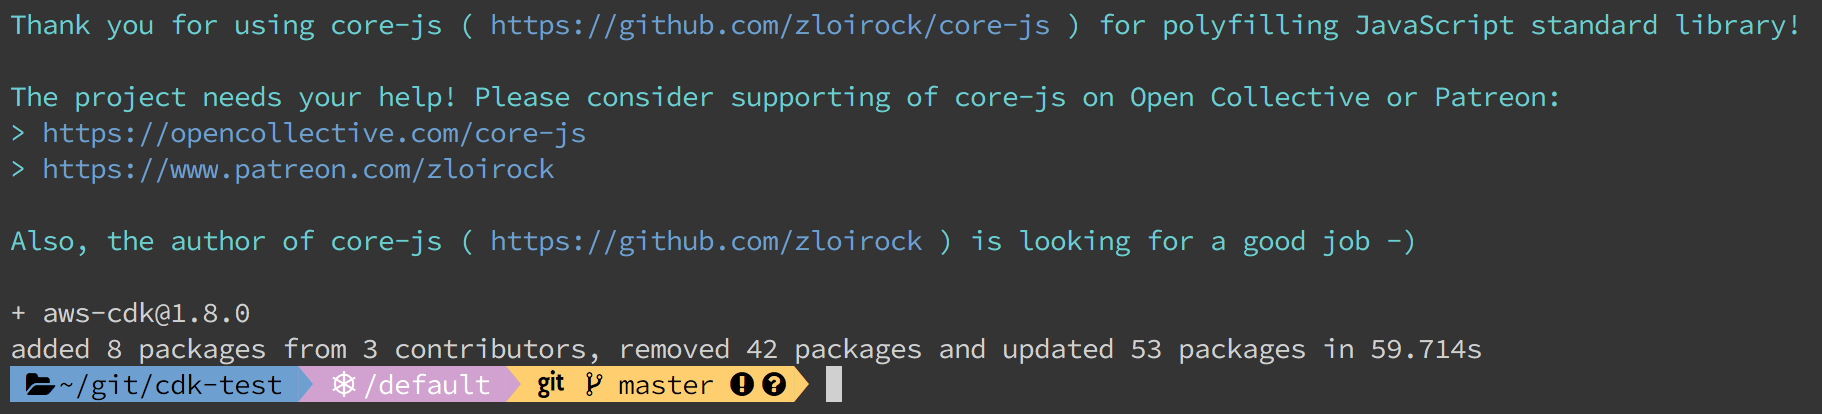 Thank you for using core-js ( https://github.com/zloirock/core-js ) for polyfilling JavaScript standard library!
The project needs your help! Please consider supporting of core-js on Open Collective or Patreon:
> https://opencollective.com/core-js
> https://www.patreon.com/zloirock
Also, the author of core-js ( https://github.com/zloirock ) is looking for a good job -)
+ aws-cdk@1.8.0
added 8 packages from 3 contributors, removed 42 packages and updated 53 packages in 59.714s
~/git/cdk-test /default git master ! ?